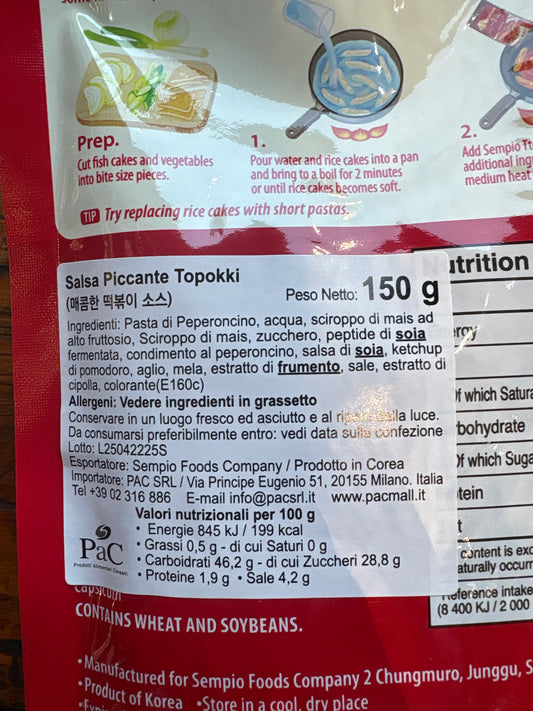 Prep.
Cut fish cakes and vegetables
into bite size pieces.
1.
Pour water and rice cakes into a pan
and bring to a boil for 2 minutes
or until rice cakes becomes soft.
2.
Add Sempio
additional
medium heat
TIP Try replacing rice cakes with short pastas.
Salsa Piccante Topokki
(매콤한 떡볶이 소스)
Peso Netto: 150 g
Ingredienti: Pasta di Peperoncino, acqua, sciroppo di mais ad
alto fruttosio, Sciroppo di mais, zucchero, peptide di soia
fermentata, condimento al peperoncino, salsa di soia, ketchup
di pomodoro, aglio, mela, estratto di frumento, sale, estratto di
cipolla, colorante(E160c)
Allergeni: Vedere ingredienti in grassetto
Conservare in un luogo fresco ed asciutto e al riparo dalla luce.
Da consumarsi preferibilmente entro: vedi data sulla confezione
Lotto: L25042225S
Esportatore: Sempio Foods Company / Prodotto in Corea
Importatore: PAC SRL / Via Principe Eugenio 51, 20155 Milano. Italia
Tel +39 02 316 886 E-mail info@pacsrl.it www.pacmall.it
Valori nutrizionali per 100 g
• Energie 845 kJ / 199 kcal
• Grassi 0,5 g - di cui Saturi 0 g
• Carboidrati 46,2 g - di cui Zuccheri 28,8 g
• Proteine 1,9 g • Sale 4,2 g
PaC
Prodotti Alimentari Coreani
utrition
Of which Satura
bohydrate
Of which Suga
tein
t
content is exc
aturally occurr
reference intake
(8 400 KJ / 2 000
capsicum
CONTAINS WHEAT AND SOYBEANS.
•Manufactured for Sempio Foods Company 2 Chungmuro, Junggu, S
•Product of Korea •Store in a cool, dry place